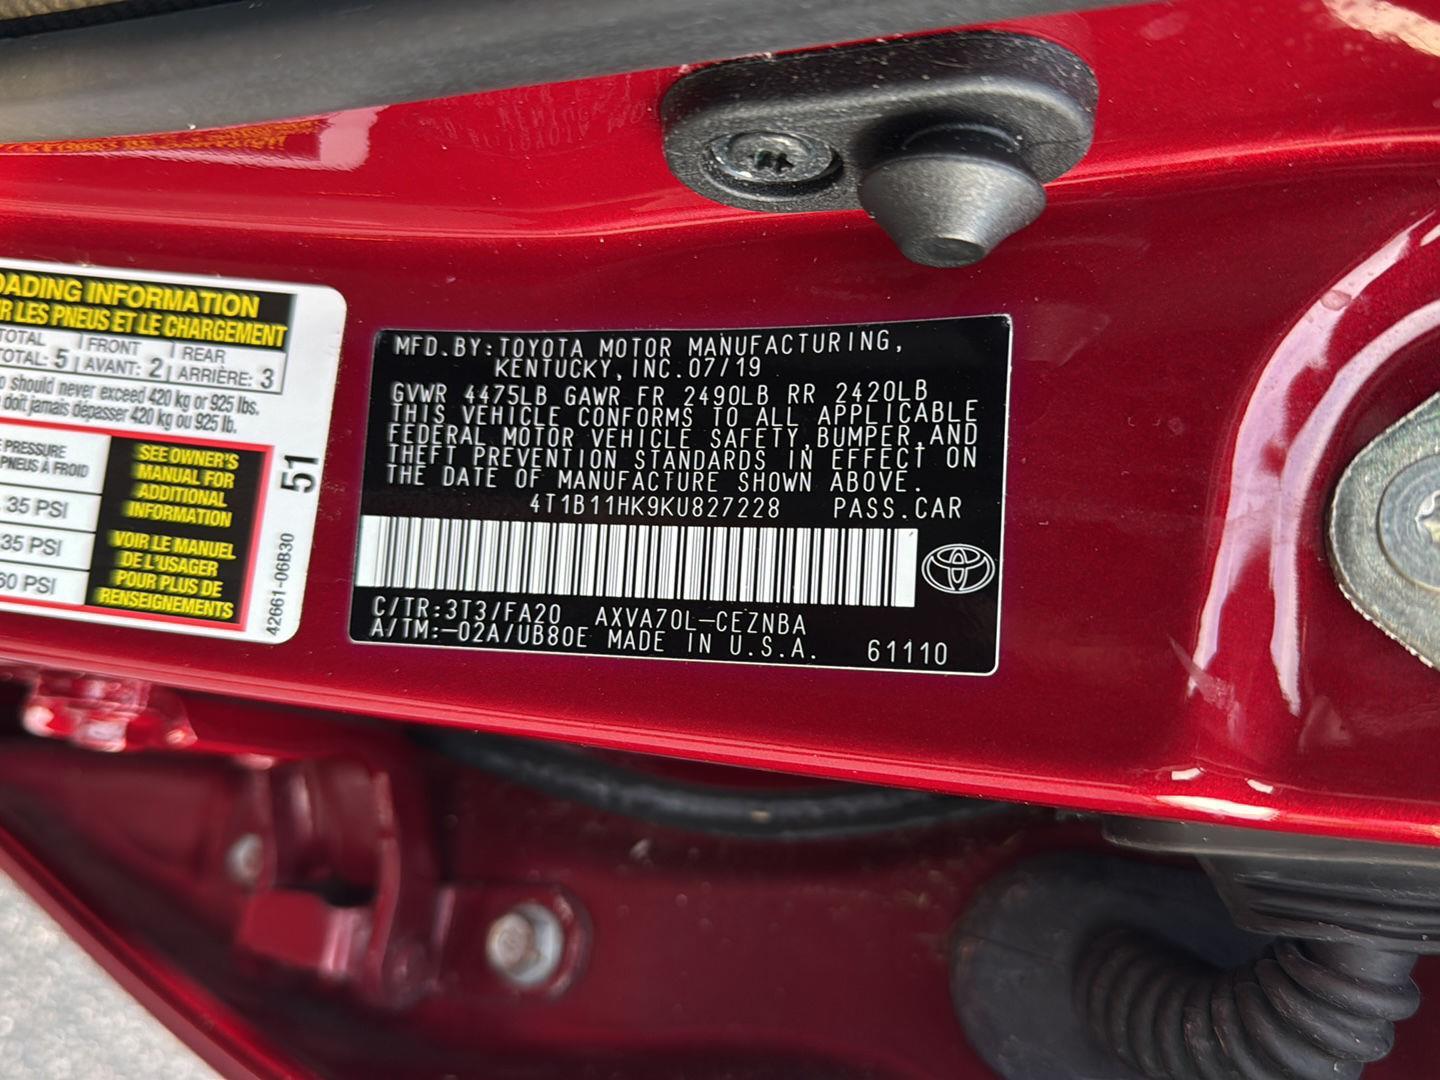 OADING INFORMATION
R LES PNEUS ET LE CHARGEMENT
TOTAL FRONT REAR
TOTAL: 5 AVANT: 2 ARRIÈRE: 3
should never exceed 420 kg or 925 lbs.
doit jamais dépasser 420 kg ou 925 lb.
PRESSURE
PNEUS À FROID
35 PSI
35 PSI
60 PSI
SEE OWNER'S
MANUAL FOR
ADDITIONAL
INFORMATION
VOIR LE MANUEL
DE L'USAGER
POUR PLUS DE
RENSEIGNEMENTS
51
42661-06B30
MFD.BY:TOYOTA MOTOR MANUFACTURING,
KENTUCKY,INC.07/19
GVWR 4475LB GAWR FR 2490LB RR 2420LB
THIS VEHICLE CONFORMS TO ALL APPLICABLE
FEDERAL MOTOR VEHICLE SAFETY,BUMPER,AND
THEFT PREVENTION STANDARDS IN EFFECT ON
THE DATE OF MANUFACTURE SHOWN ABOVE.
4T1B11HK9KU827228 PASS.CAR
C/TR:3T3/FA20 AXVA70L-CEZNBA
A/TM:-02A/UB80E MADE IN U.S.A. 61110